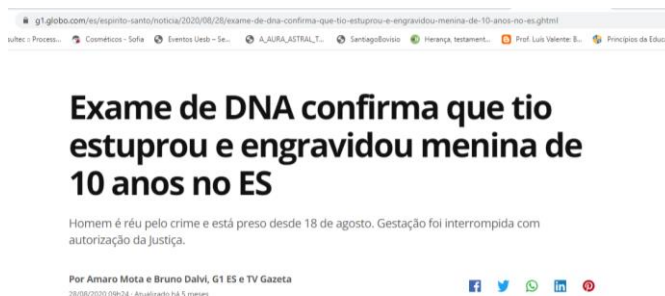 g1.globo.com/es/espirito-santo/noticia/2020/08/28/exame-de-dna-confirma-que-tio-estuprou-e-engravidou-menina-de-10-anos-no-es.ghtml
sultec :: Process... Cosméticos - Sofia Eventos Uesb – Se... A_AURA_ASTRAL_T... SantiagoBovisio Herança, testament... Prof. Luis Valente: B... Princípios da Educ
Exame de DNA confirma que tio
estuprou e engravidou menina de
10 anos no ES
Homem é réu pelo crime e está preso desde 18 de agosto. Gestação foi interrompida com
autorização da Justiça.
Por Amaro Mota e Bruno Dalvi, G1 ES e TV Gazeta
28/08/2020 09h24 · Atualizado há 5 meses